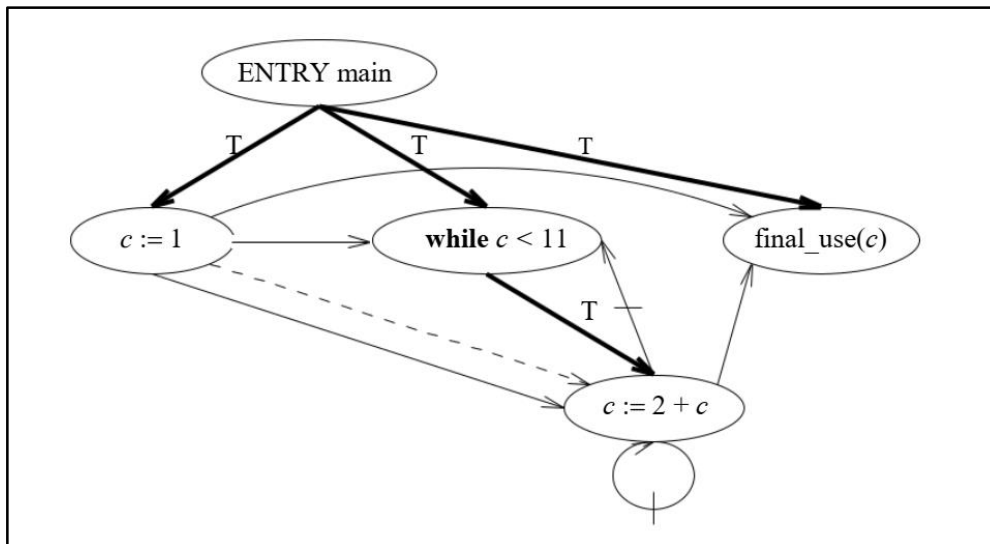 ENTRY main
T
T
T
c := 1
while c < 11
final_use(c)
T
c := 2 + c